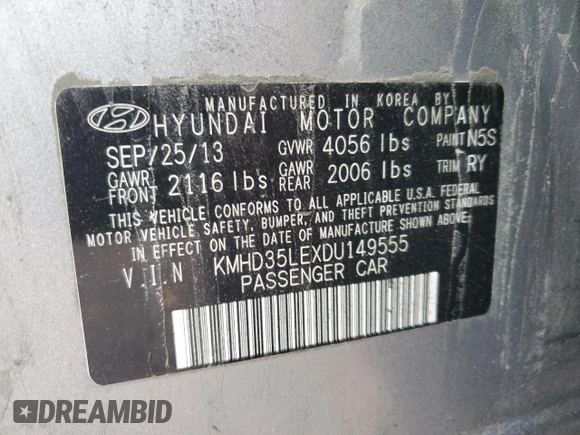 MANUFACTURED IN KOREA BY
HYUNDAI MOTOR COMPANY
SEP/25/13 GVWR 4056 lbs PAINT N5S
GAWR FRONT 2116 lbs GAWR REAR 2006 lbs TRIM RY
THIS VEHICLE CONFORMS TO ALL APPLICABLE U.S.A. FEDERAL
MOTOR VEHICLE SAFETY, BUMPER, AND THEFT PREVENTION STANDARDS
IN EFFECT ON THE DATE OF MANUFACTURE SHOWN ABOVE.
V.I.N KMHD35LEXDU149555
PASSENGER CAR
DREAMBID